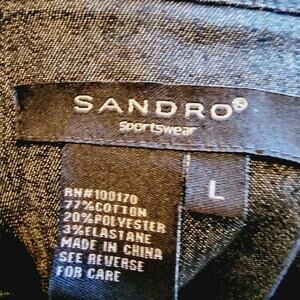 SANDRO®
Sportswear
L
RN#100170
77%COTTON
20%POLYESTER
3%ELASTANE
MADE IN CHINA
SEE REVERSE
FOR CARE